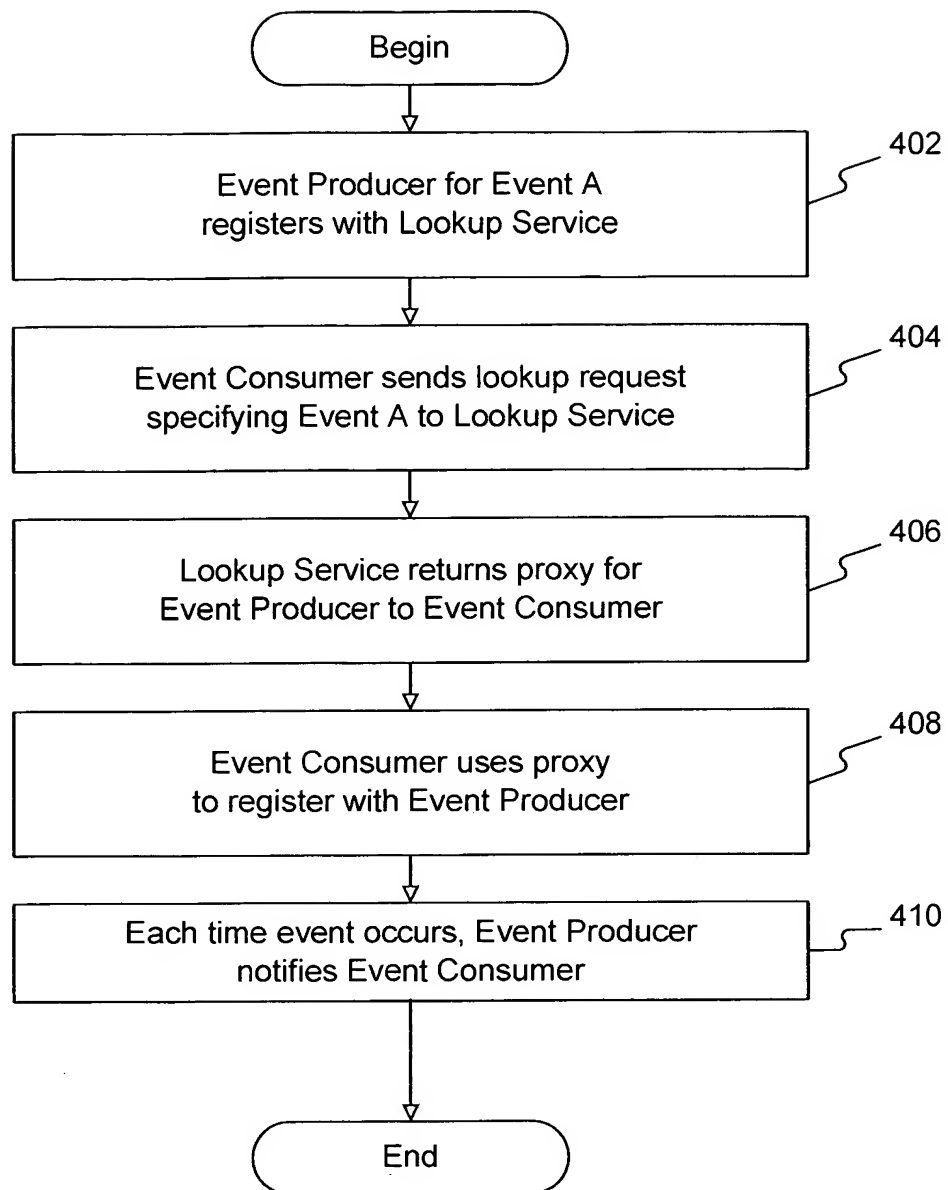 Begin
Event Producer for Event A
registers with Lookup Service
402
Event Consumer sends lookup request
specifying Event A to Lookup Service
404
Lookup Service returns proxy for
Event Producer to Event Consumer
406
Event Consumer uses proxy
to register with Event Producer
408
Each time event occurs, Event Producer
notifies Event Consumer
410
End